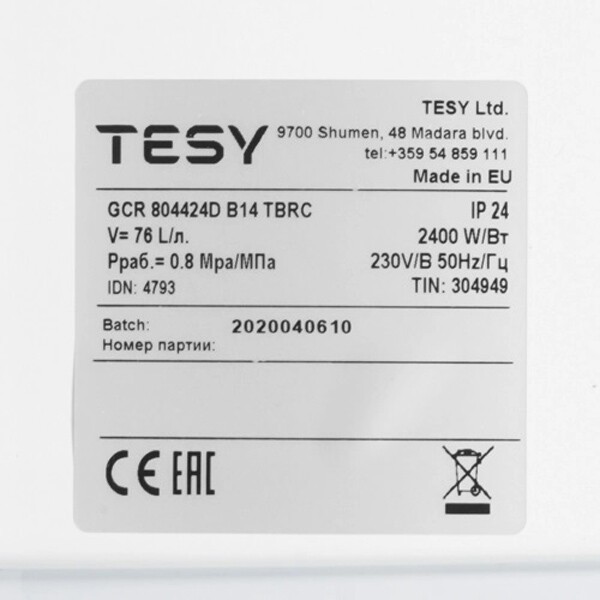 TESY Ltd.
TESY
9700 Shumen, 48 Madara blvd.
tel:+359 54 859 111
Made in EU
GCR 804424D B14 TBRC IP 24
V= 76 L/л. 2400 W/Вт
Pраб.= 0.8 Mpa/МПа 230V/В 50Hz/Гц
IDN: 4793 TIN: 304949
Batch: 2020040610
Номер партии:
CE EAC